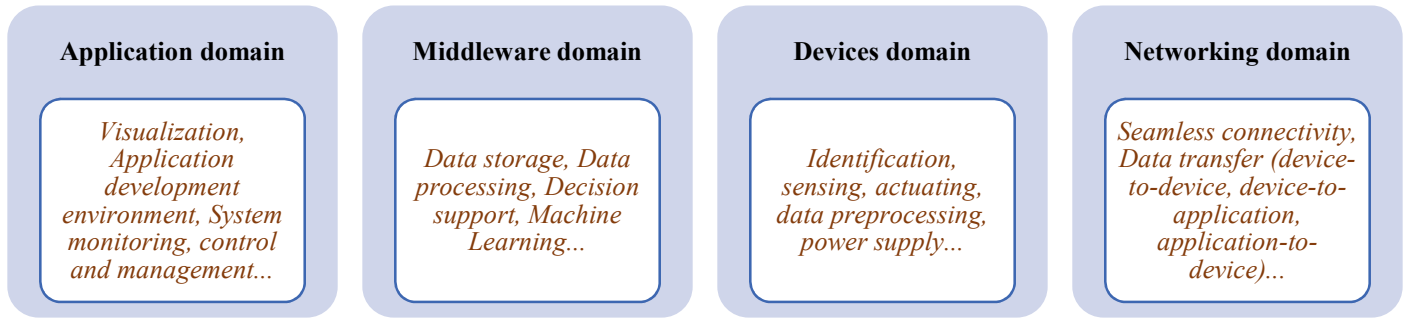 Application domain
Visualization,
Application
development
environment, System
monitoring, control
and management...
Middleware domain
Data storage, Data
processing, Decision
support, Machine
Learning...
Devices domain
Identification,
sensing, actuating,
data preprocessing,
power supply...
Networking domain
Seamless connectivity,
Data transfer (device-
to-device, device-to-
application,
application-to-
device)...